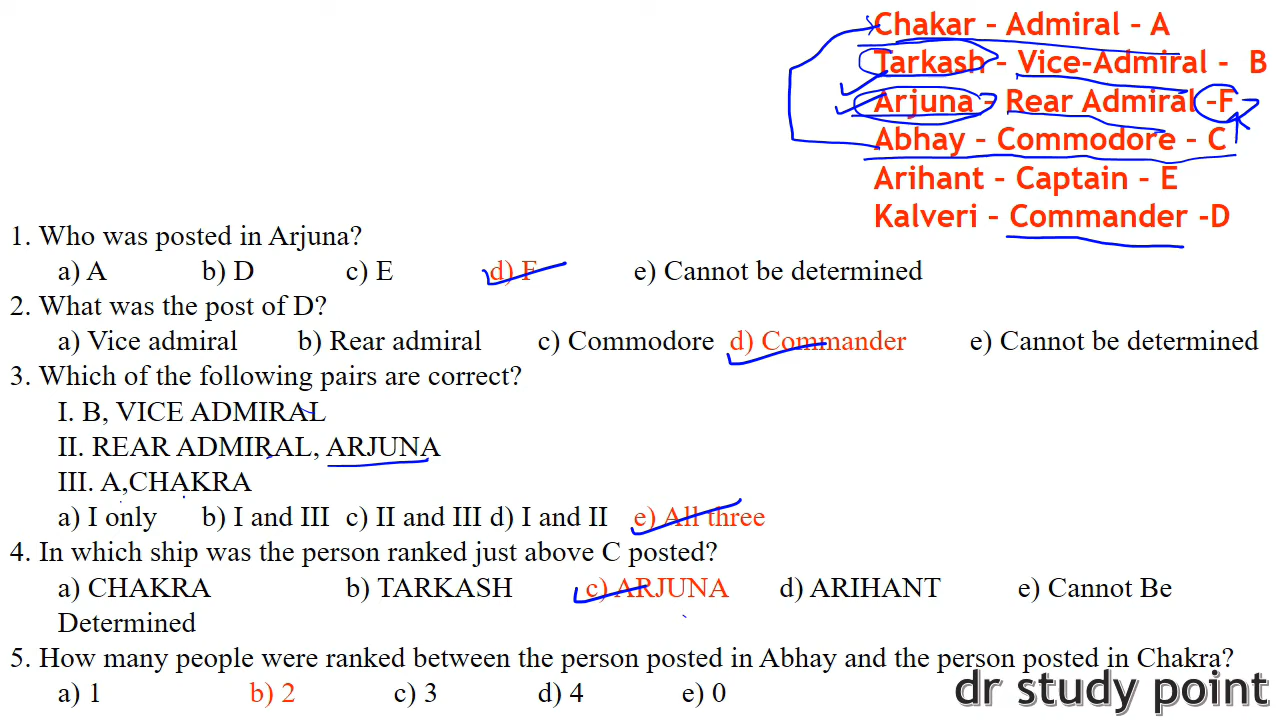 Chakar - Admiral - A
Tarkash - Vice-Admiral - B
Arjuna - Rear Admiral -F
Abhay - Commodore - C
Arihant - Captain - E
Kalveri - Commander -D
1. Who was posted in Arjuna?
a) A b) D c) E d) F e) Cannot be determined
2. What was the post of D?
a) Vice admiral b) Rear admiral c) Commodore d) Commander e) Cannot be determined
3. Which of the following pairs are correct?
I. B, VICE ADMIRAL
II. REAR ADMIRAL, ARJUNA
III. A,CHAKRA
a) I only b) I and III c) II and III d) I and II e) All three
4. In which ship was the person ranked just above C posted?
a) CHAKRA b) TARKASH c) ARJUNA d) ARIHANT e) Cannot Be
Determined
5. How many people were ranked between the person posted in Abhay and the person posted in Chakra?
a) 1 b) 2 c) 3 d) 4 e) 0
dr study point